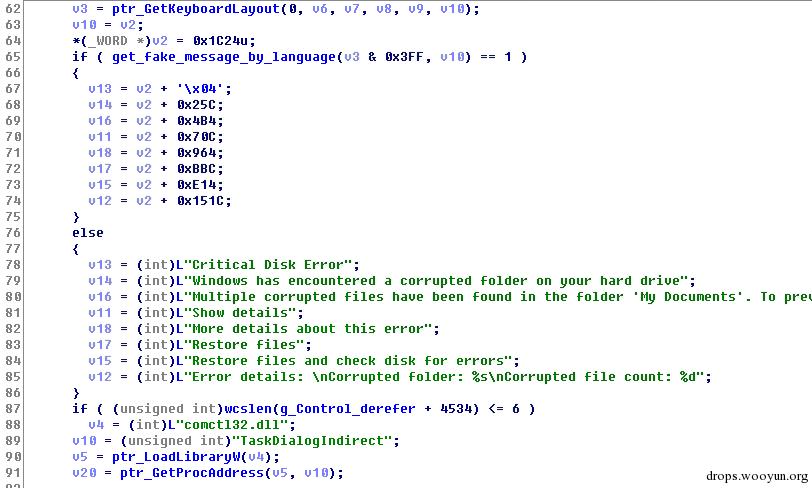 62 v3 = ptr_GetKeyboardLayout(0, v6, v7, v8, v9, v10);
63 v10 = v2;
64 *(_WORD *)v2 = 0x1C24u;
65 if ( get_fake_message_by_language(v3 & 0x3FF, v10) == 1 )
66 {
67 v13 = v2 + '\x04';
68 v14 = v2 + 0x25C;
69 v16 = v2 + 0x4B4;
70 v11 = v2 + 0x70C;
71 v18 = v2 + 0x964;
72 v17 = v2 + 0xBBC;
73 v15 = v2 + 0xE14;
74 v12 = v2 + 0x151C;
75 }
76 else
77 {
78 v13 = (int)L"Critical Disk Error";
79 v14 = (int)L"Windows has encountered a corrupted folder on your hard drive";
80 v16 = (int)L"Multiple corrupted files have been found in the folder 'My Documents'. To prev
81 v11 = (int)L"Show details";
82 v18 = (int)L"More details about this error";
83 v17 = (int)L"Restore files";
84 v15 = (int)L"Restore files and check disk for errors";
85 v12 = (int)L"Error details: \nCorrupted folder: %s\nCorrupted file count: %d";
86 }
87 if ( (unsigned int)wcslen(g_Control_derefer + 4534) <= 6 )
88 v4 = (int)L"comctl32.dll";
89 v10 = (unsigned int)"TaskDialogIndirect";
90 v5 = ptr_LoadLibraryW(v4);
91 v20 = ptr_GetProcAddress(v5, v10);
drops.wooyun.org